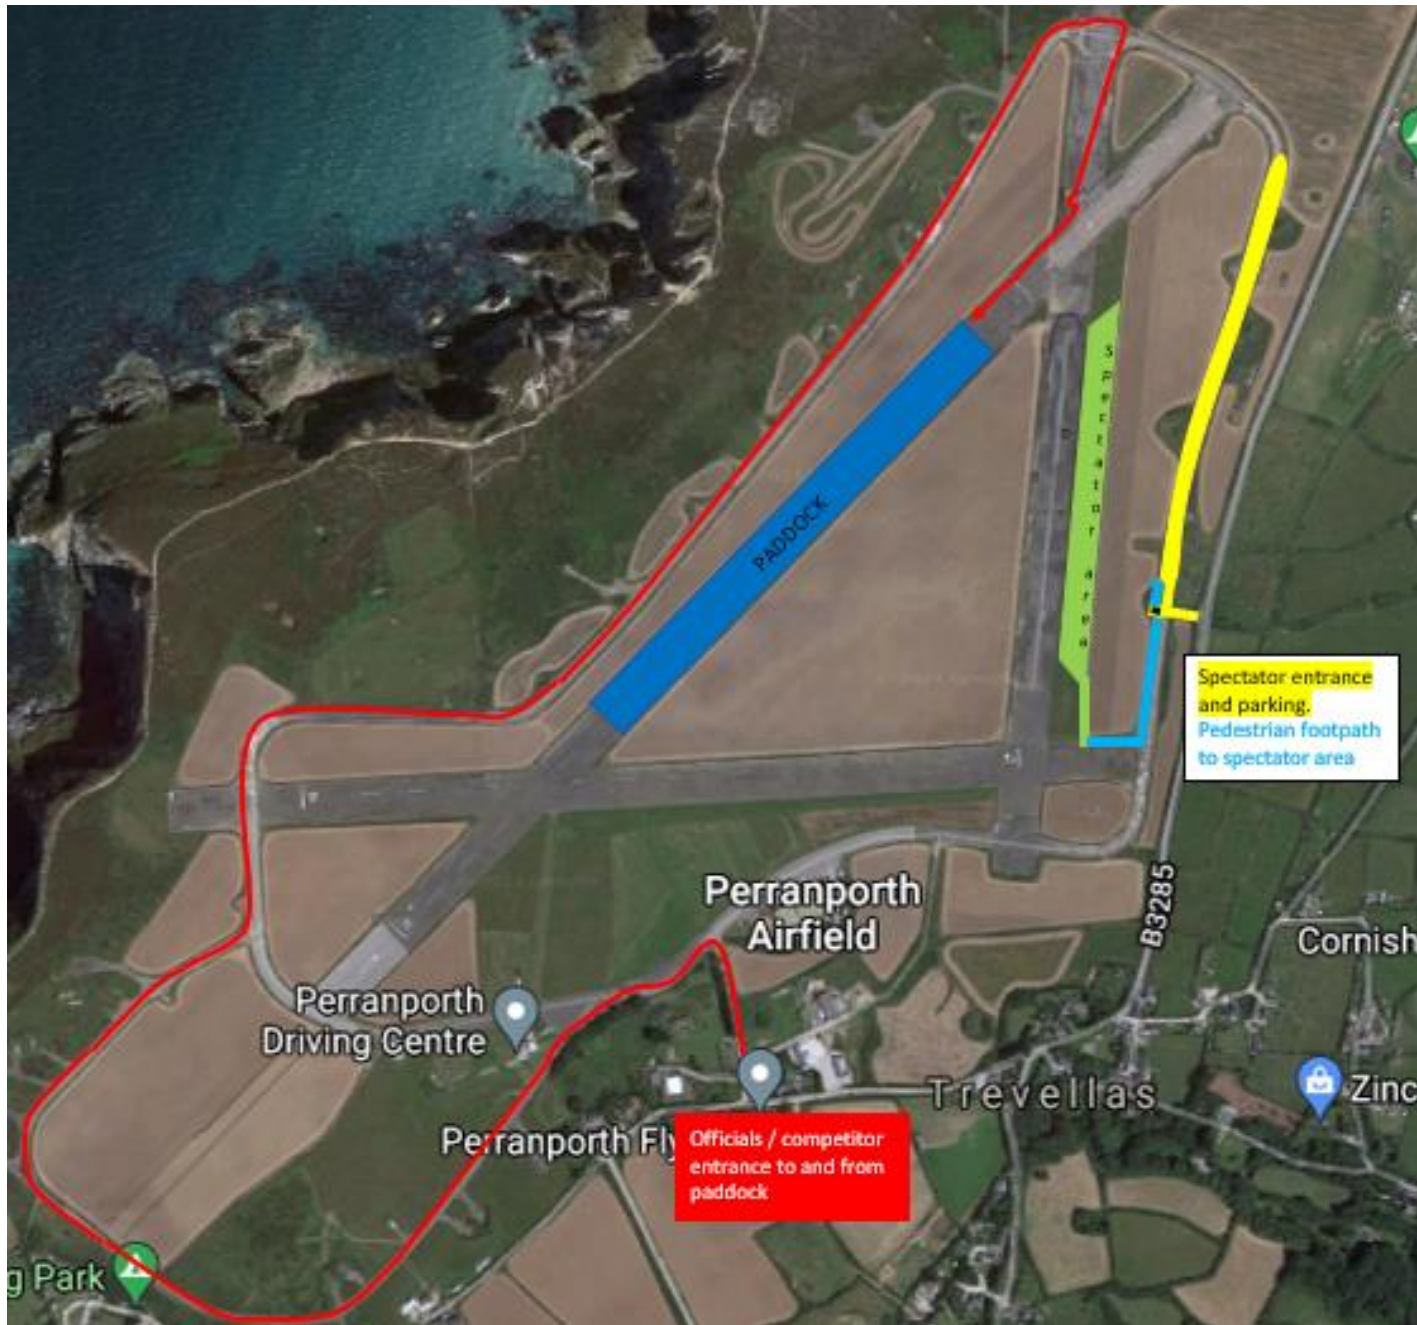 PADDOCK
Spectator area
Spectator entrance
and parking.
Pedestrian footpath
to spectator area
B3285
Perranporth
Airfield
Cornish
Perranporth
Driving Centre
Trevellas
Zinc
Perranporth Fly
Officials / competitor
entrance to and from
paddock
g Park